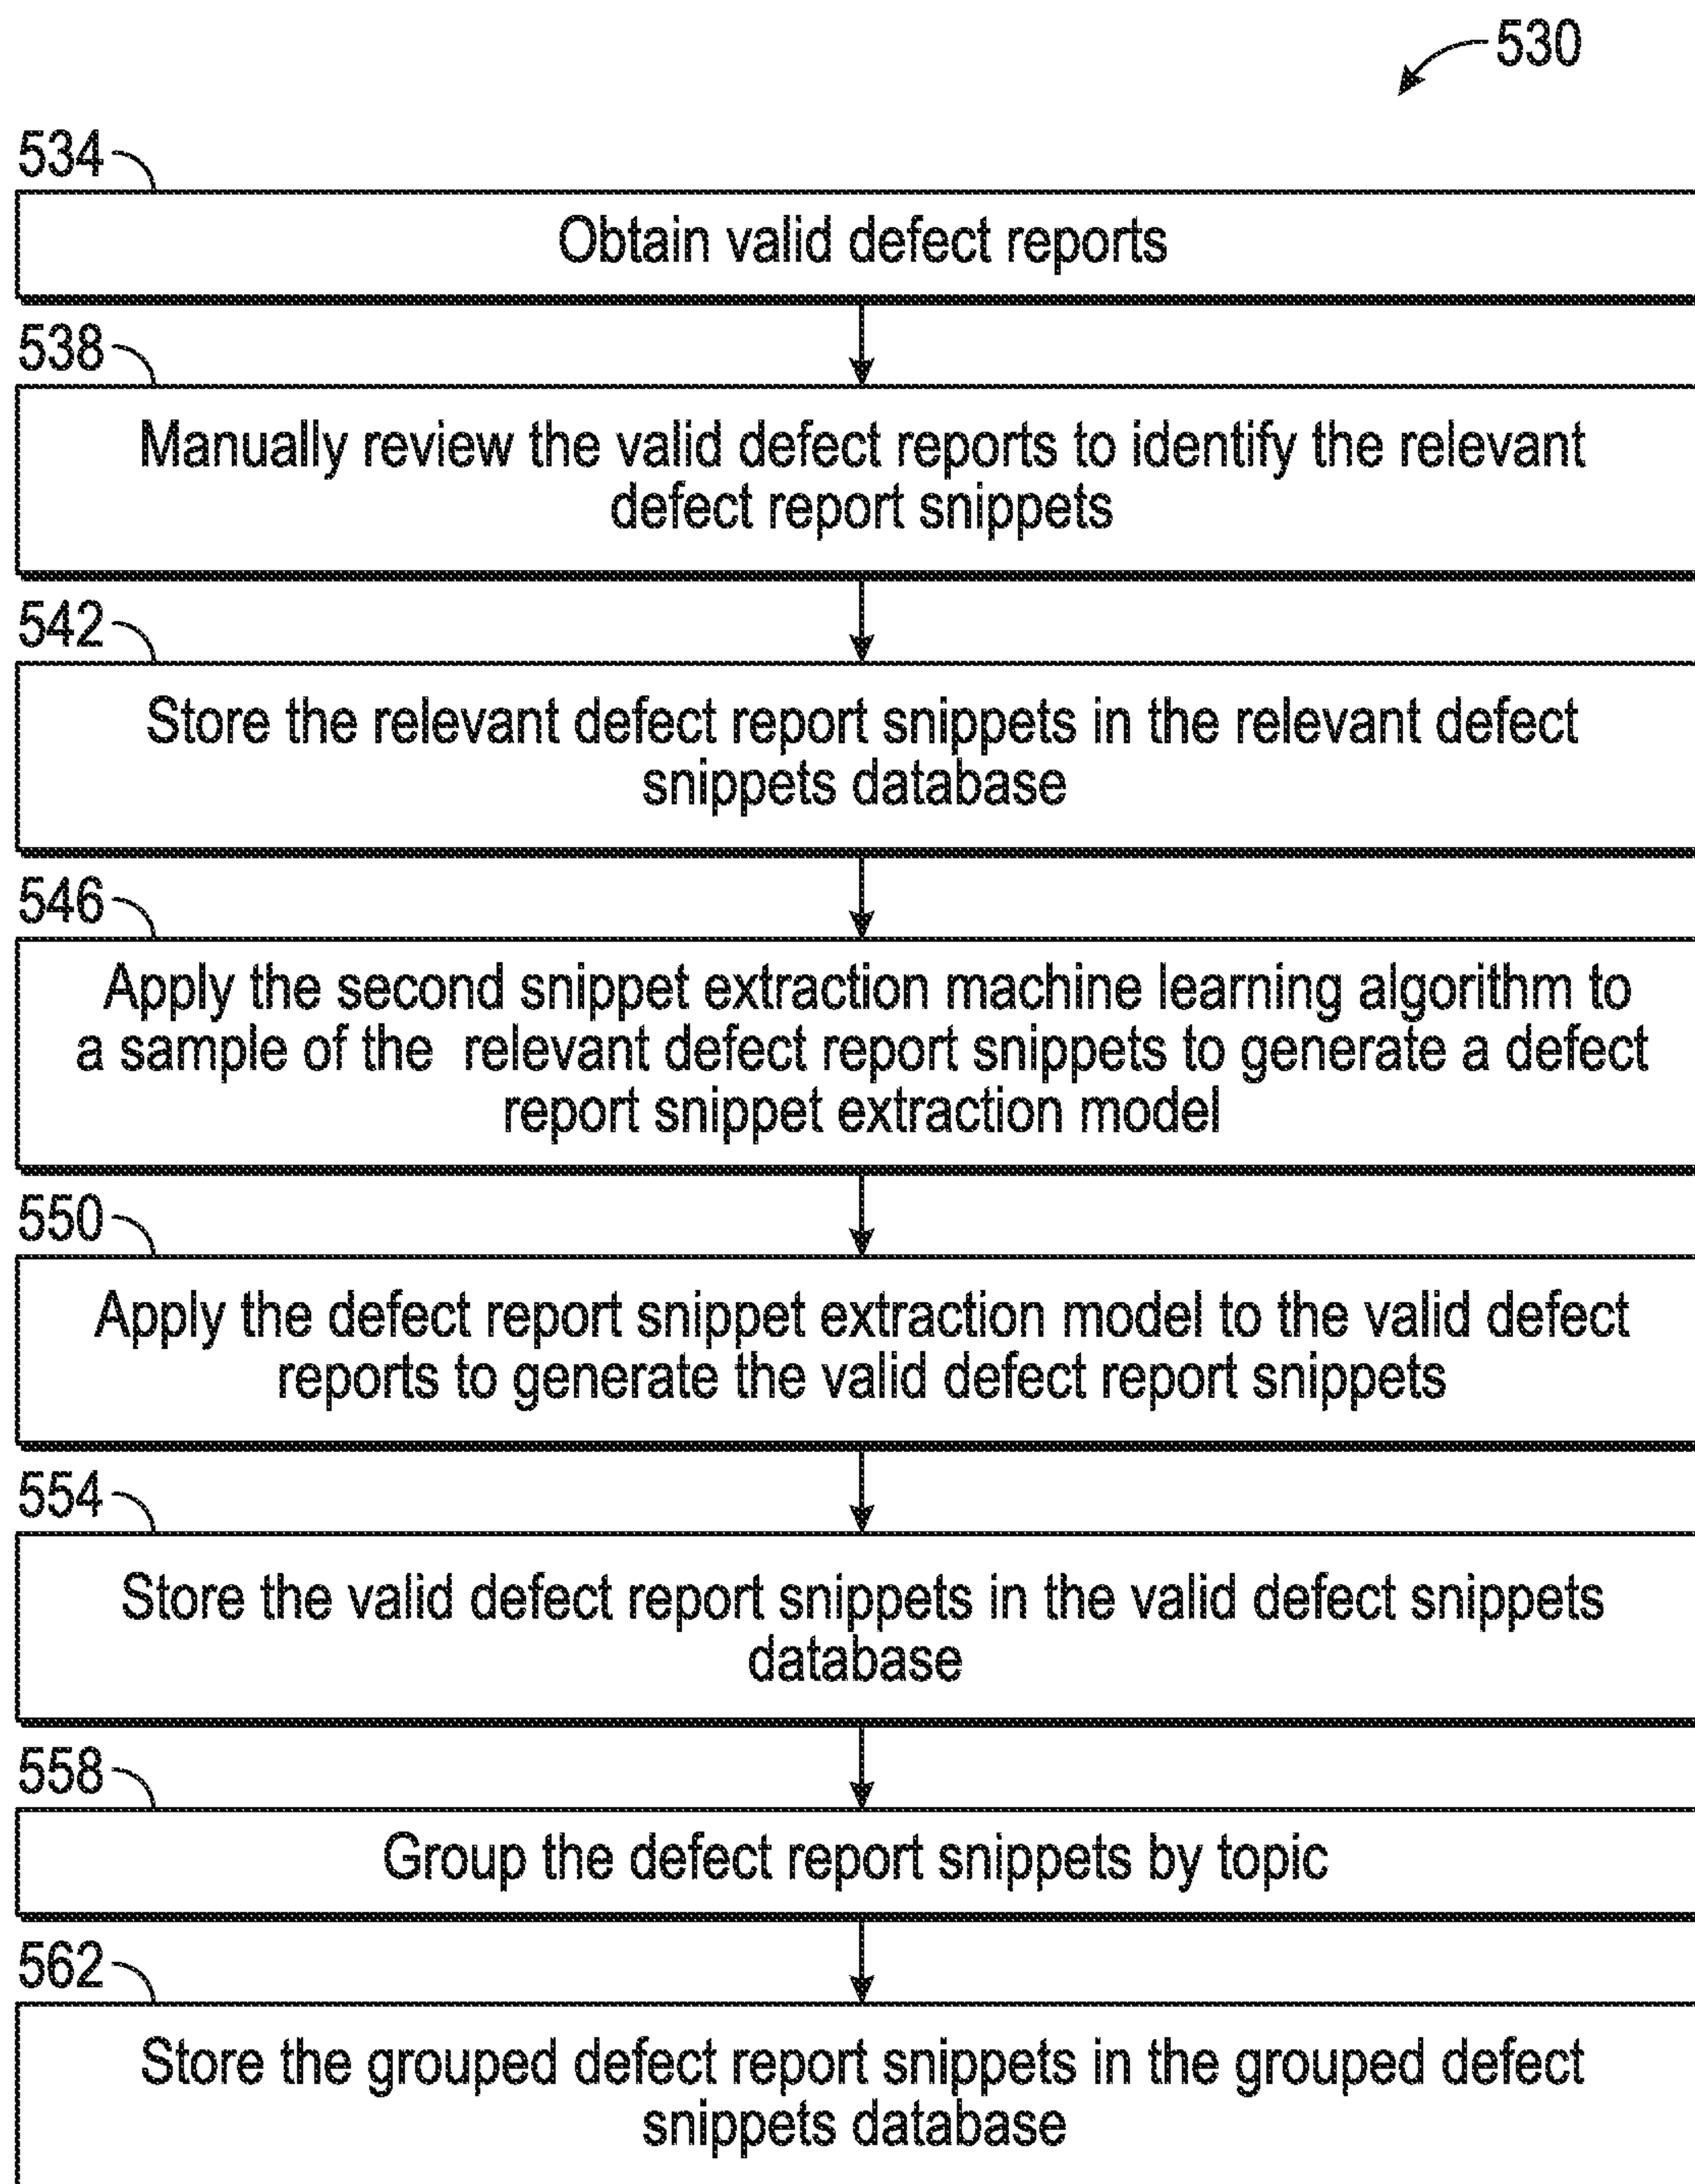 530
534
Obtain valid defect reports
538
Manually review the valid defect reports to identify the relevant
defect report snippets
542
Store the relevant defect report snippets in the relevant defect
snippets database
546
Apply the second snippet extraction machine learning algorithm to
a sample of the relevant defect report snippets to generate a defect
report snippet extraction model
550
Apply the defect report snippet extraction model to the valid defect
reports to generate the valid defect report snippets
554
Store the valid defect report snippets in the valid defect snippets
database
558
Group the defect report snippets by topic
562
Store the grouped defect report snippets in the grouped defect
snippets database